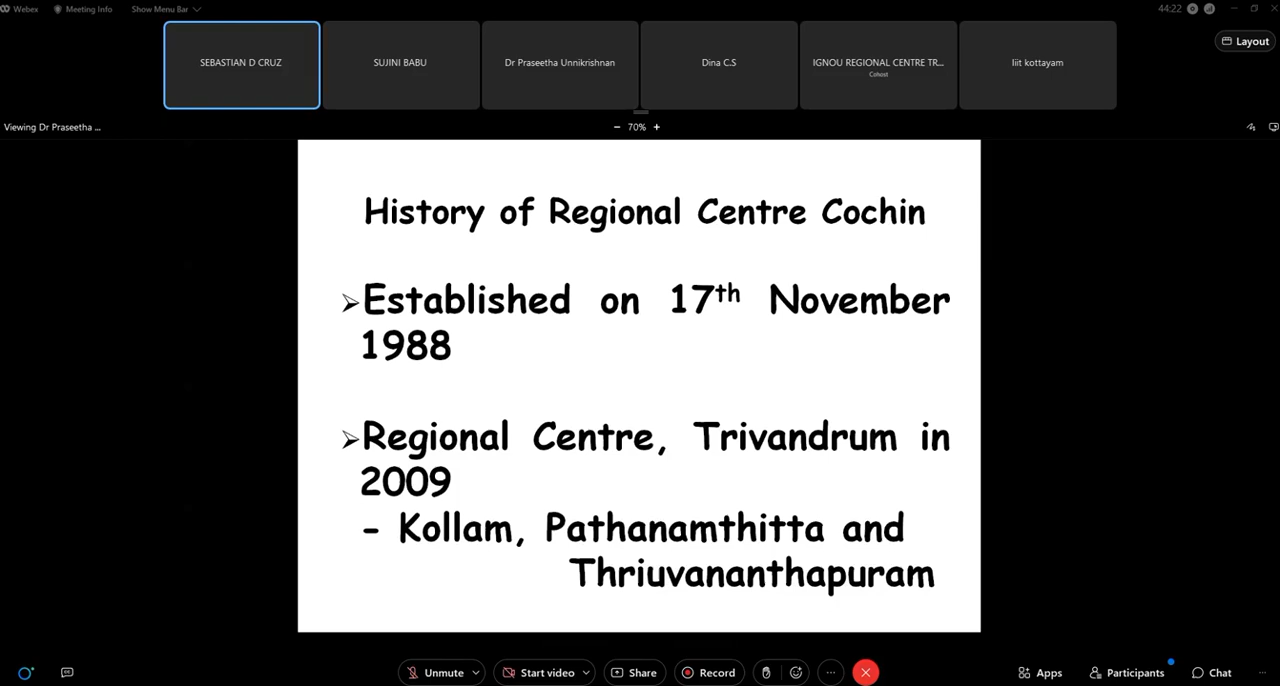 Webex Meeting Info Show Menu Bar 44:22
SEBASTIAN D CRUZ
SUJINI BABU
Dr Praseetha Unnikrishnan
Dina C.S
IGNOU REGIONAL CENTRE TR...
Cohost
liit kottayam
Layout
Viewing Dr Praseetha ...
− 70% +
History of Regional Centre Cochin
➢Established on 17th November
1988
➢Regional Centre, Trivandrum in
2009
- Kollam, Pathanamthitta and
Thriuvananthapuram
Unmute Start video Share Record Apps Participants Chat